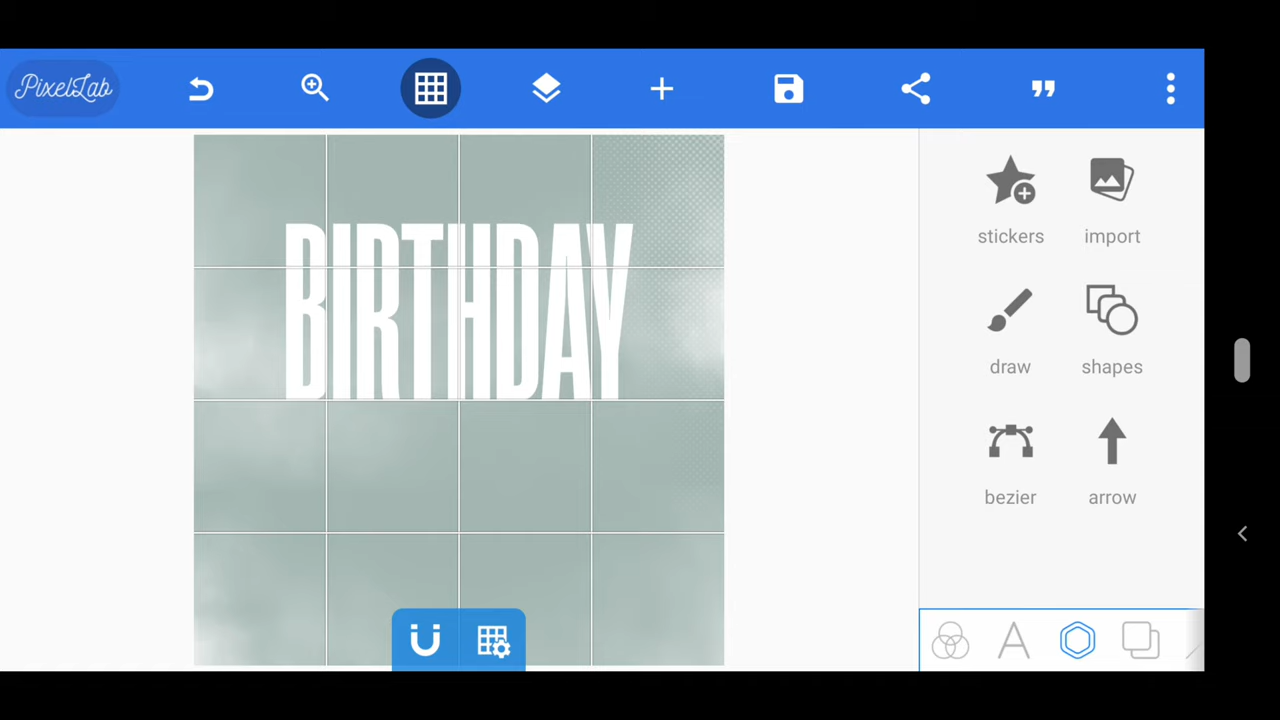 PixelLab
BIRTHDAY
stickers
import
draw
shapes
bezier
arrow